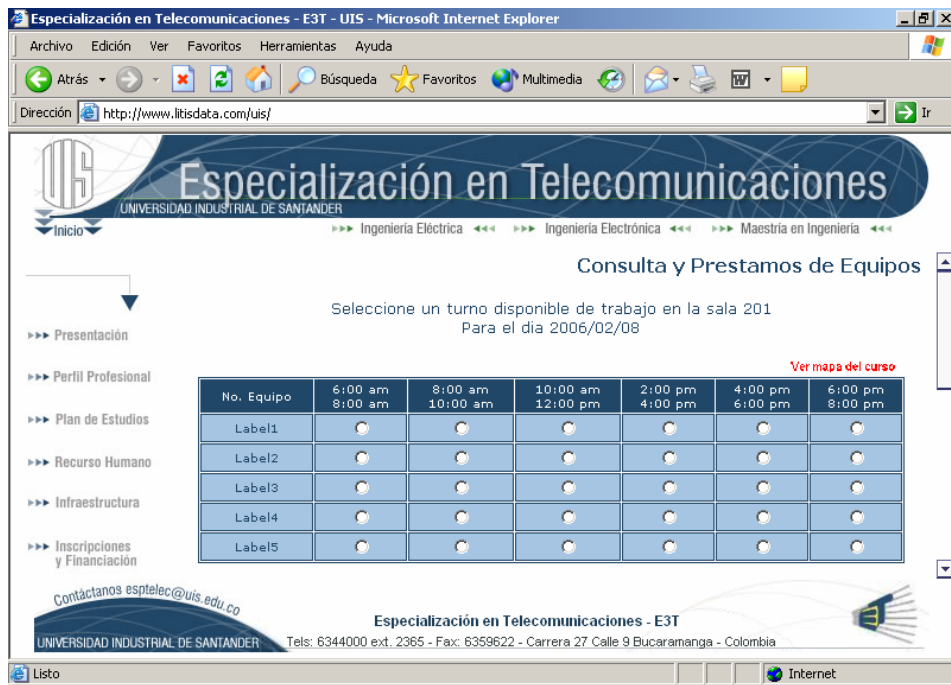 Especialización en Telecomunicaciones - E3T - UIS - Microsoft Internet Explorer
Archivo Edición Ver Favoritos Herramientas Ayuda
Atrás Búsqueda Favoritos Multimedia
Dirección http://www.litisdata.com/uis/ Ir
UIS
Especialización en Telecomunicaciones
UNIVERSIDAD INDUSTRIAL DE SANTANDER
Inicio Ingeniería Eléctrica Ingeniería Electrónica Maestría en Ingeniería
Consulta y Prestamos de Equipos
Seleccione un turno disponible de trabajo en la sala 201
Para el dia 2006/02/08
Presentación
Perfil Profesional
Plan de Estudios
Recurso Humano
Infraestructura
Inscripciones
y Financiación
Ver mapa del curso
No. Equipo 6:00 am 8:00 am 10:00 am 2:00 pm 4:00 pm 6:00 pm
8:00 am 10:00 am 12:00 pm 4:00 pm 6:00 pm 8:00 pm
Label1
Label2
Label3
Label4
Label5
Contáctanos esptelec@uis.edu.co
UNIVERSIDAD INDUSTRIAL DE SANTANDER
Especialización en Telecomunicaciones - E3T
Tels: 6344000 ext. 2365 - Fax: 6359622 - Carrera 27 Calle 9 Bucaramanga - Colombia
Listo Internet